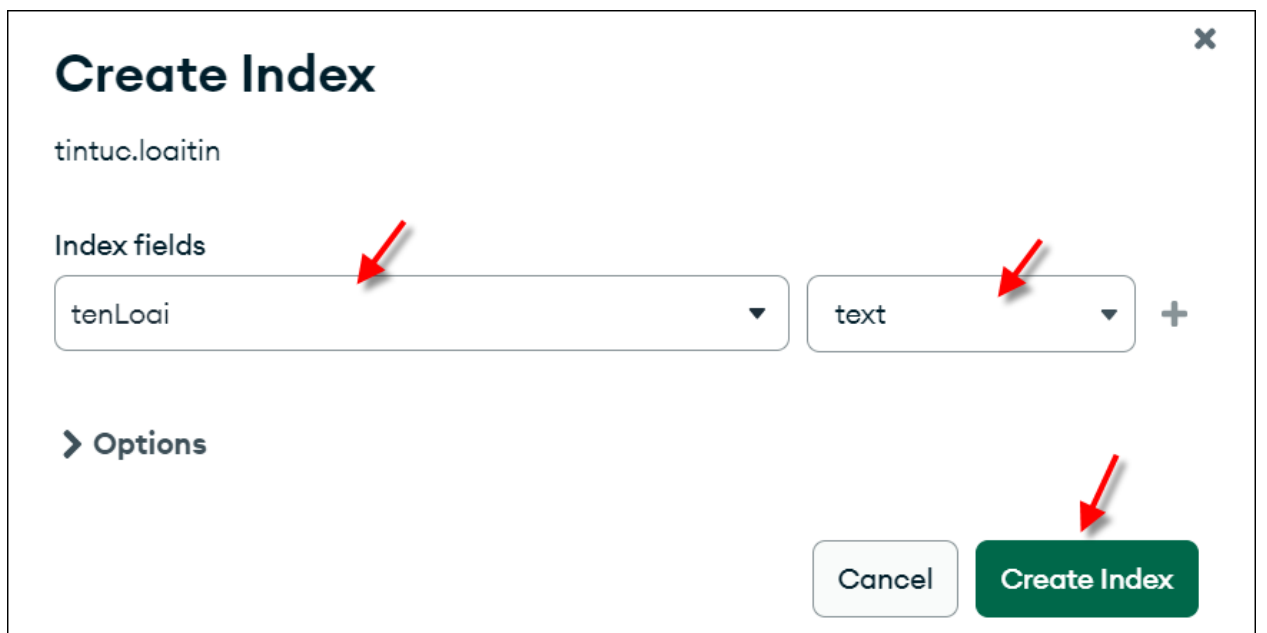 Create Index
tintuc.loaitin
Index fields
tenLoai text
Options
Cancel Create Index